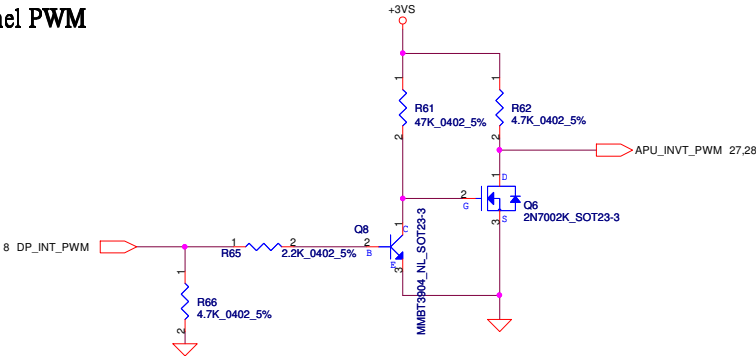 nel PWM
+3VS
1
1
R61
47K_0402_5%
R62
4.7K_0402_5%
2
2
APU_INVT_PWM 27,28
1
D
2
G
Q6
2N7002K_SOT23-3
S
3
1
C
Q8
MMBT3904_NL_SOT23-3
8 DP_INT_PWM
1
R65
2
2.2K_0402_5%
2
B
E
3
1
R66
4.7K_0402_5%
2